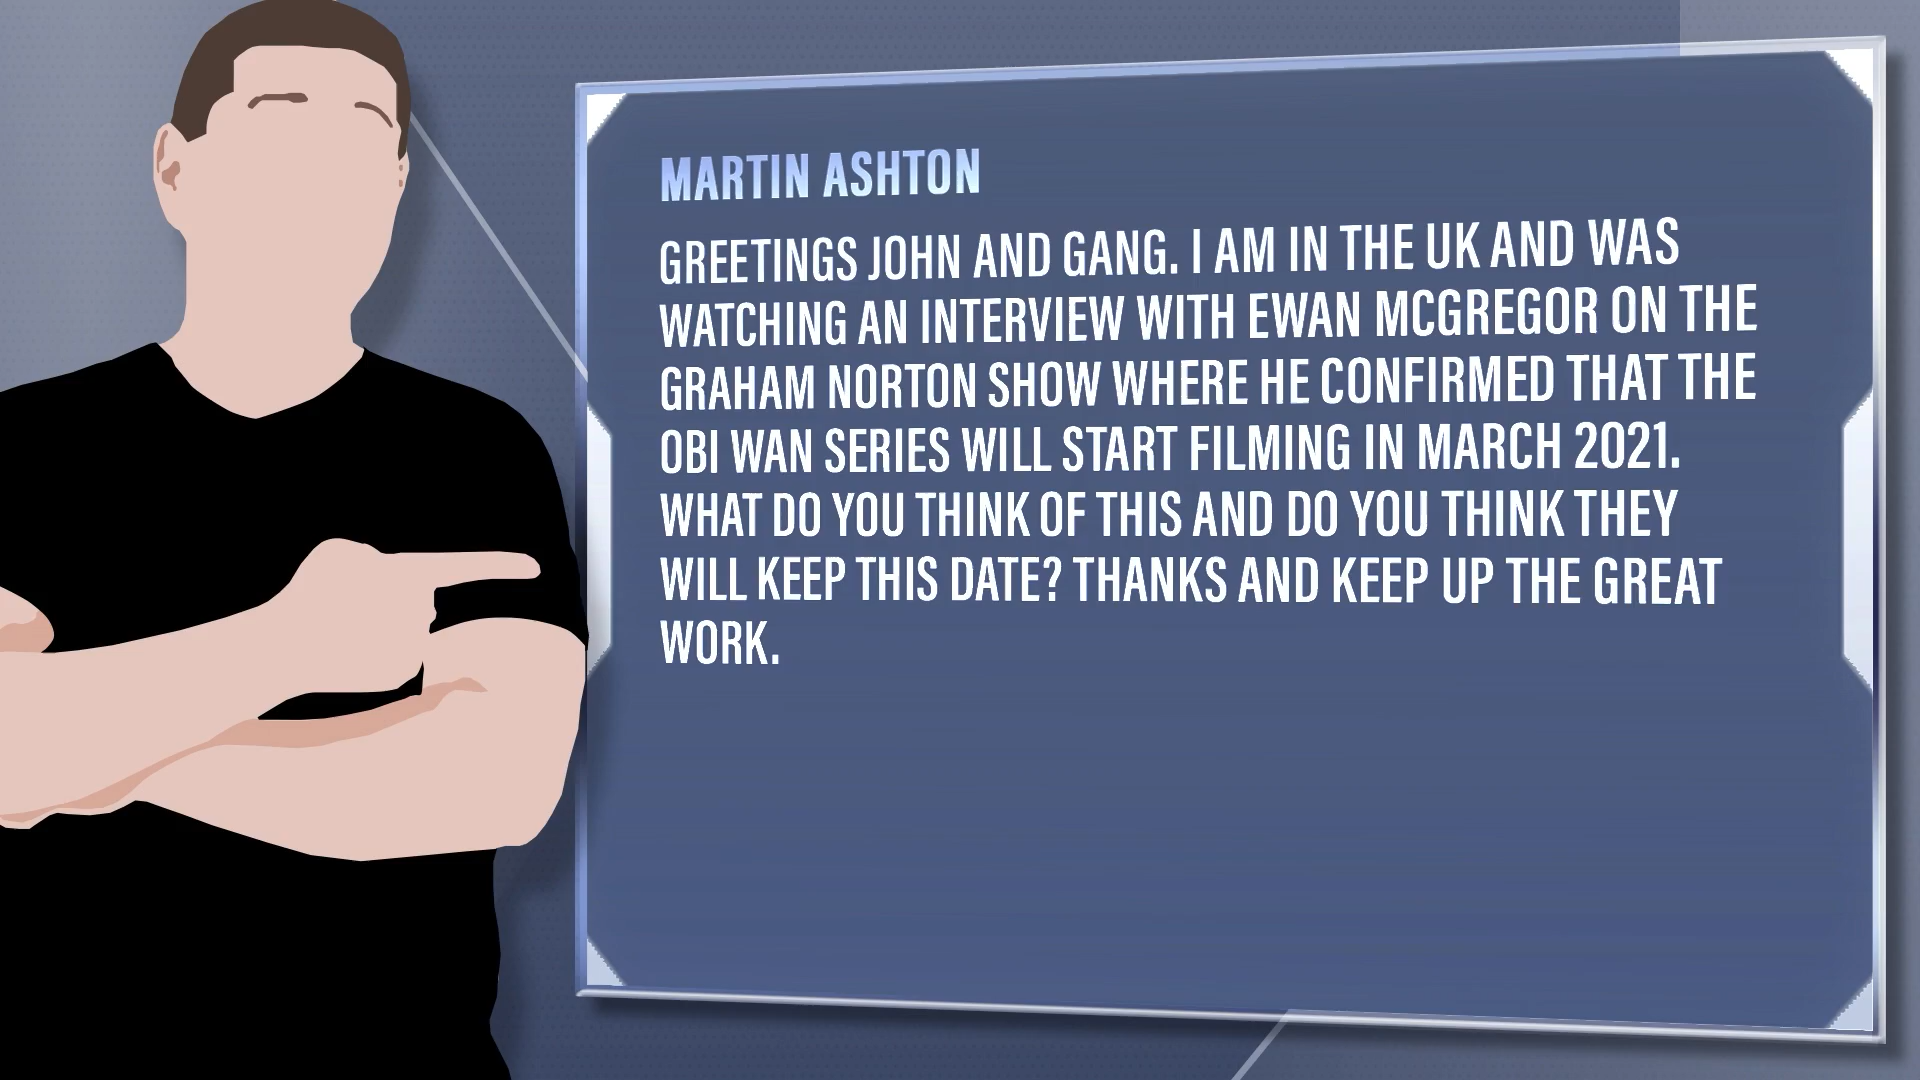 MARTIN ASHTON
GREETINGS JOHN AND GANG. I AM IN THE UK AND WAS
WATCHING AN INTERVIEW WITH EWAN MCGREGOR ON THE
GRAHAM NORTON SHOW WHERE HE CONFIRMED THAT THE
OBI WAN SERIES WILL START FILMING IN MARCH 2021.
WHAT DO YOU THINK OF THIS AND DO YOU THINK THEY
WILL KEEP THIS DATE? THANKS AND KEEP UP THE GREAT
WORK.